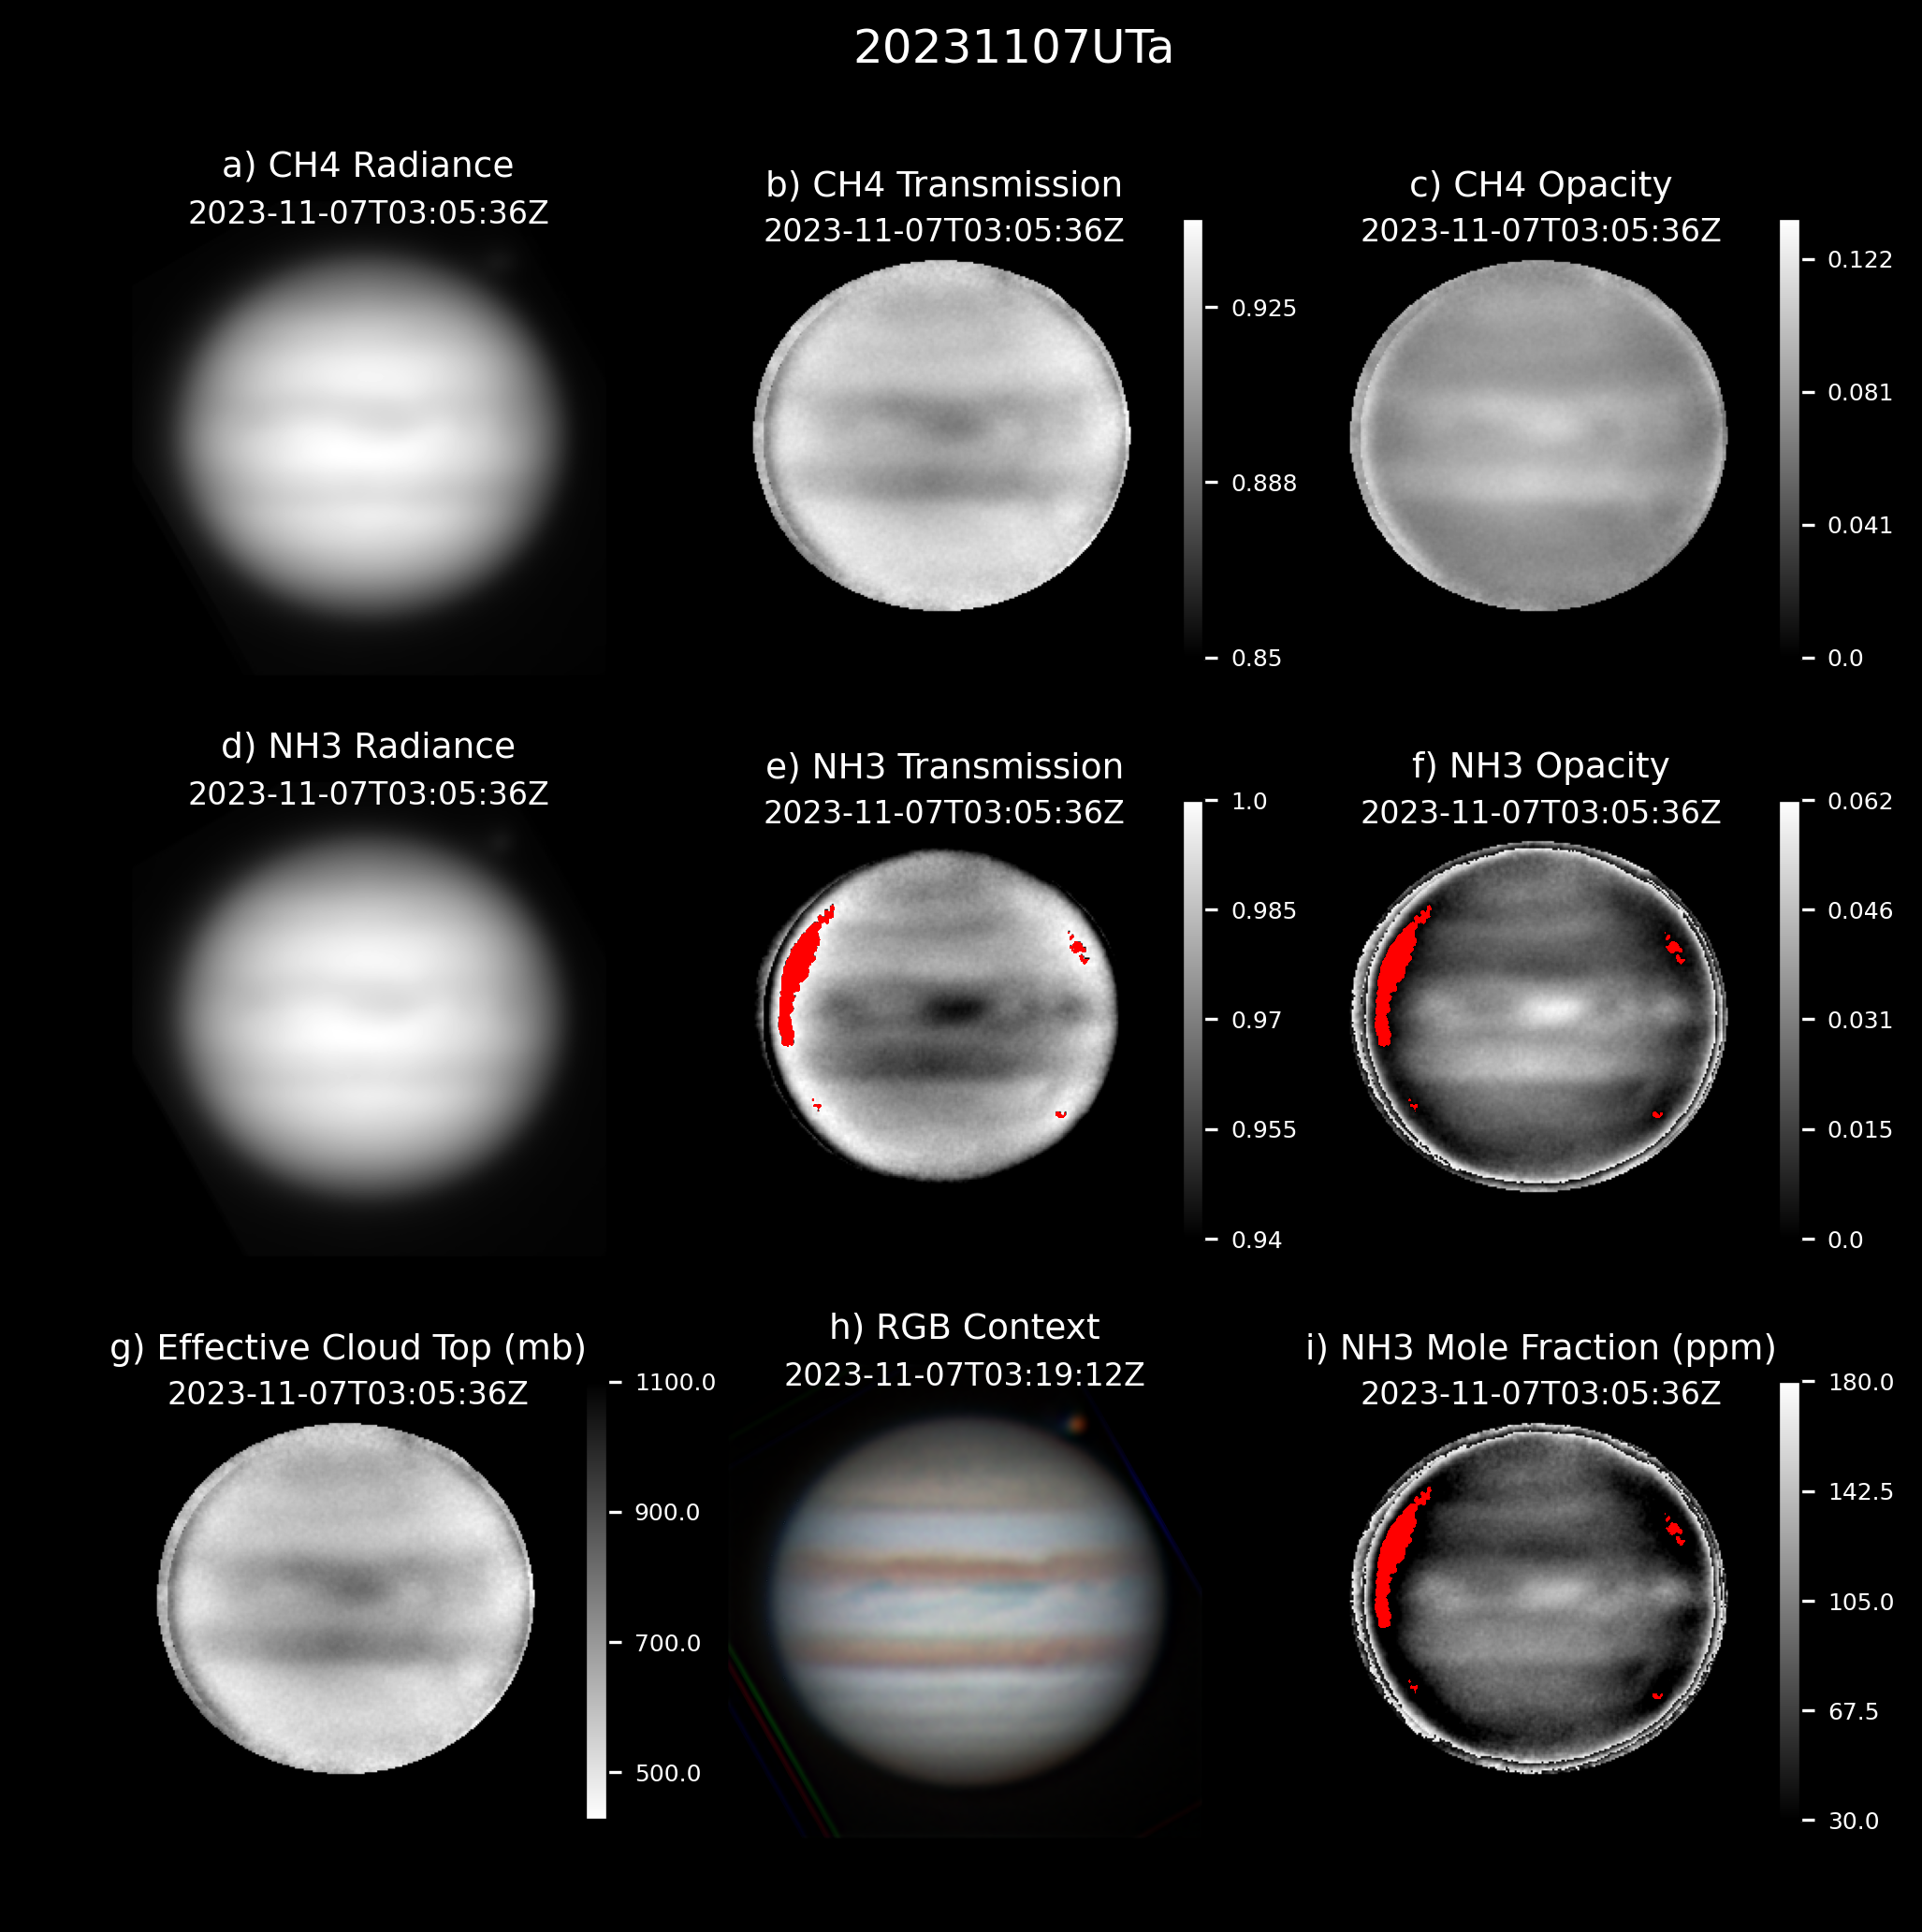 20231107UTa
a) CH4 Radiance
2023-11-07T03:05:36Z
b) CH4 Transmission
2023-11-07T03:05:36Z
0.925
0.888
0.85
c) CH4 Opacity
2023-11-07T03:05:36Z
0.122
0.081
0.041
0.0
d) NH3 Radiance
2023-11-07T03:05:36Z
e) NH3 Transmission
2023-11-07T03:05:36Z
1.0
0.985
0.97
0.955
0.94
f) NH3 Opacity
2023-11-07T03:05:36Z
0.062
0.046
0.031
0.015
0.0
g) Effective Cloud Top (mb)
2023-11-07T03:05:36Z
1100.0
900.0
700.0
500.0
h) RGB Context
2023-11-07T03:19:12Z
i) NH3 Mole Fraction (ppm)
2023-11-07T03:05:36Z
180.0
142.5
105.0
67.5
30.0